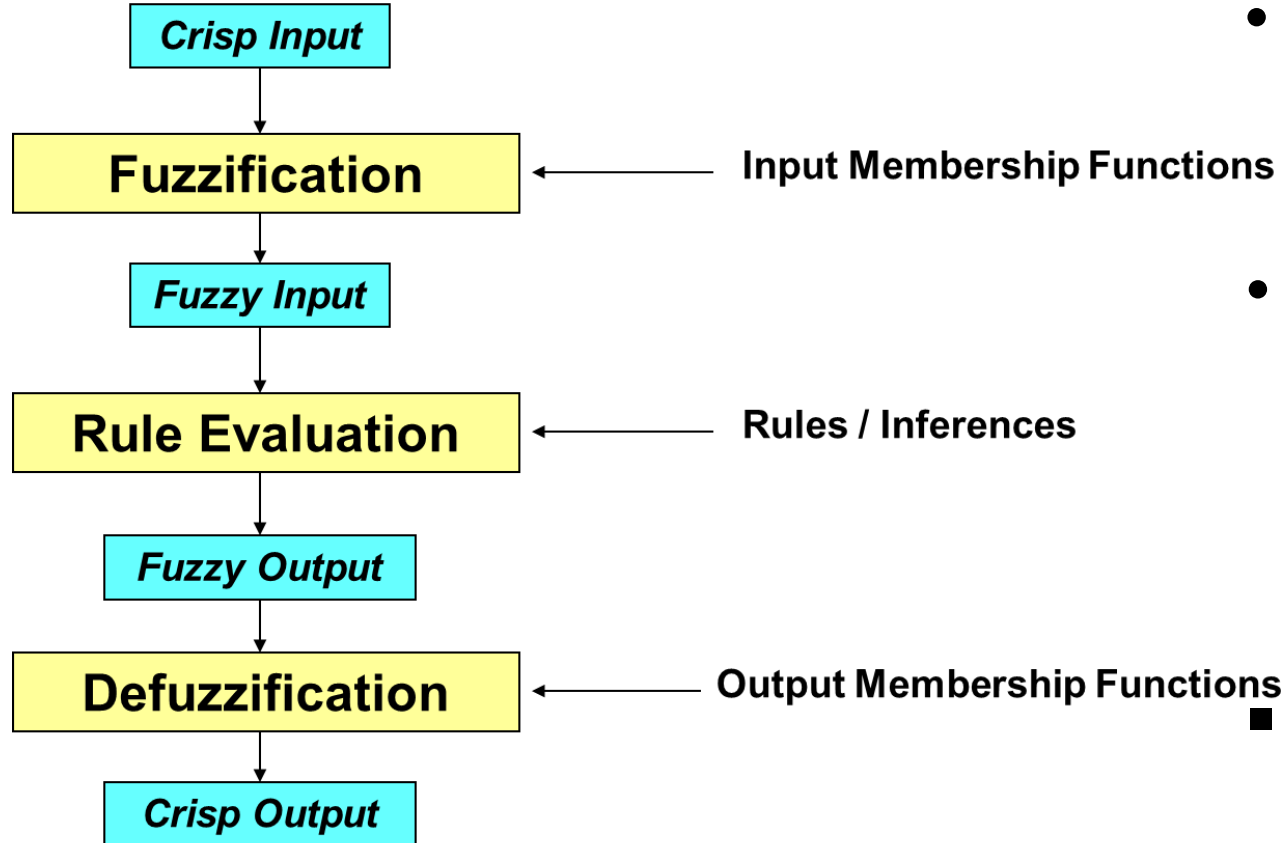 Crisp Input
Fuzzification
Input Membership Functions
Fuzzy Input
Rule Evaluation
Rules / Inferences
Fuzzy Output
Defuzzification
Output Membership Functions
Crisp Output